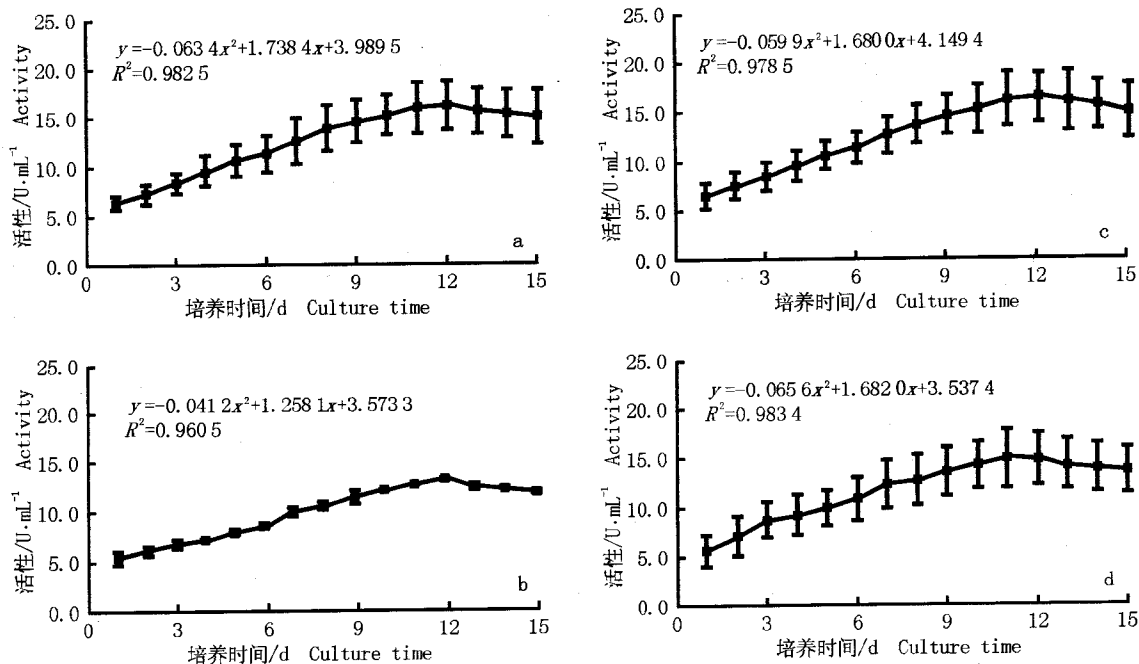 活性/U·mL⁻¹ Activity
25.0
20.0
15.0
10.0
5.0
0.0
y=-0.063 4x²+1.738 4x+3.989 5
R²=0.982 5
a
0 3 6 9 12 15
培养时间/d Culture time
活性/U·mL⁻¹ Activity
25.0
20.0
15.0
10.0
5.0
0.0
y=-0.059 9x²+1.680 0x+4.149 4
R²=0.978 5
c
0 3 6 9 12 15
培养时间/d Culture time
活性/U·mL⁻¹ Activity
25.0
20.0
15.0
10.0
5.0
0.0
y=-0.041 2x²+1.258 1x+3.573 3
R²=0.960 5
b
0 3 6 9 12 15
培养时间/d Culture time
活性/U·mL⁻¹ Activity
25.0
20.0
15.0
10.0
5.0
0.0
y=-0.065 6x²+1.682 0x+3.537 4
R²=0.983 4
d
0 3 6 9 12 15
培养时间/d Culture time